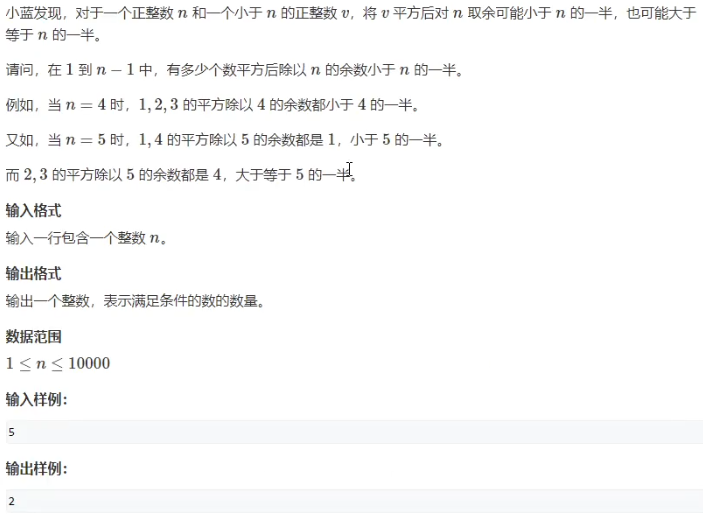 小蓝发现，对于一个正整数 n 和一个小于 n 的正整数 v，将 v 平方后对 n 取余可能小于 n 的一半，也可能大于
等于 n 的一半。
请问，在 1 到 n − 1 中，有多少个数平方后除以 n 的余数小于 n 的一半。
例如，当 n = 4 时，1, 2, 3 的平方除以 4 的余数都小于 4 的一半。
又如，当 n = 5 时，1, 4 的平方除以 5 的余数都是 1，小于 5 的一半。
而 2, 3 的平方除以 5 的余数都是 4，大于等于 5 的一半。
输入格式
输入一行包含一个整数 n。
输出格式
输出一个整数，表示满足条件的数的数量。
数据范围
1 ≤ n ≤ 10000
输入样例：
5
输出样例：
2